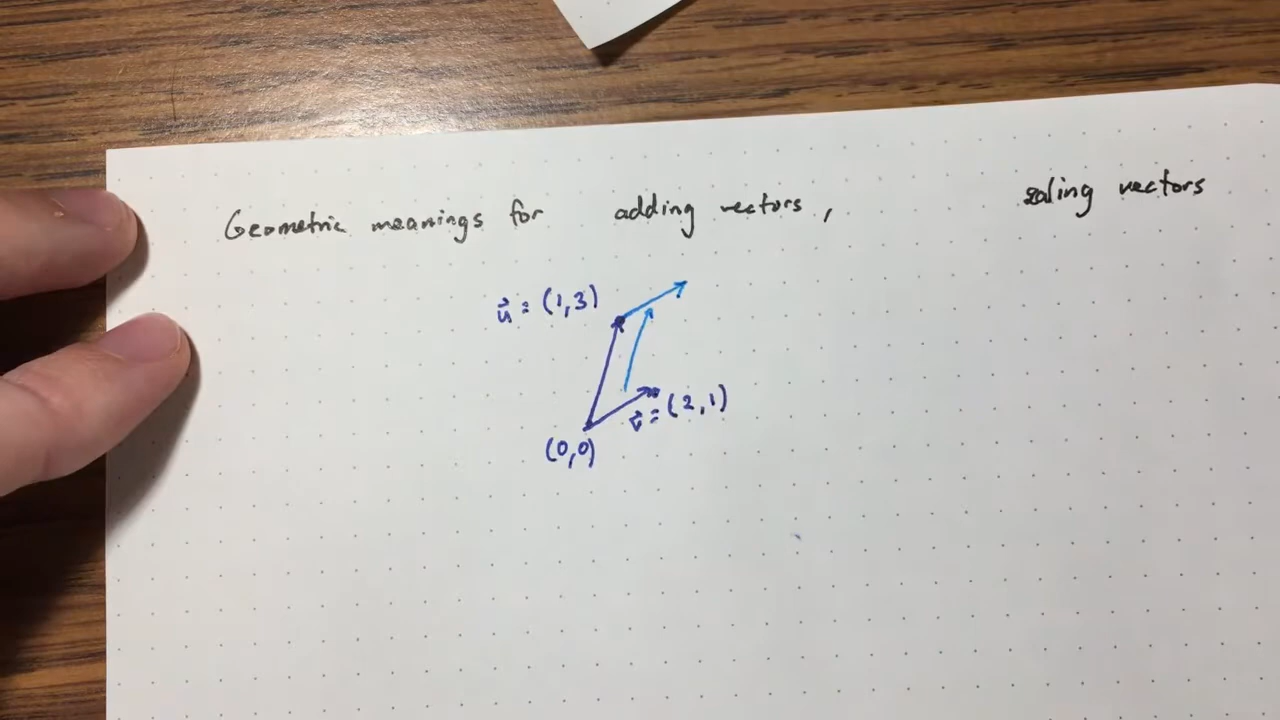 Geometric meanings for adding vectors, scaling vectors
u⃗ = (1,3)
v⃗ = (2,1)
(0,0)